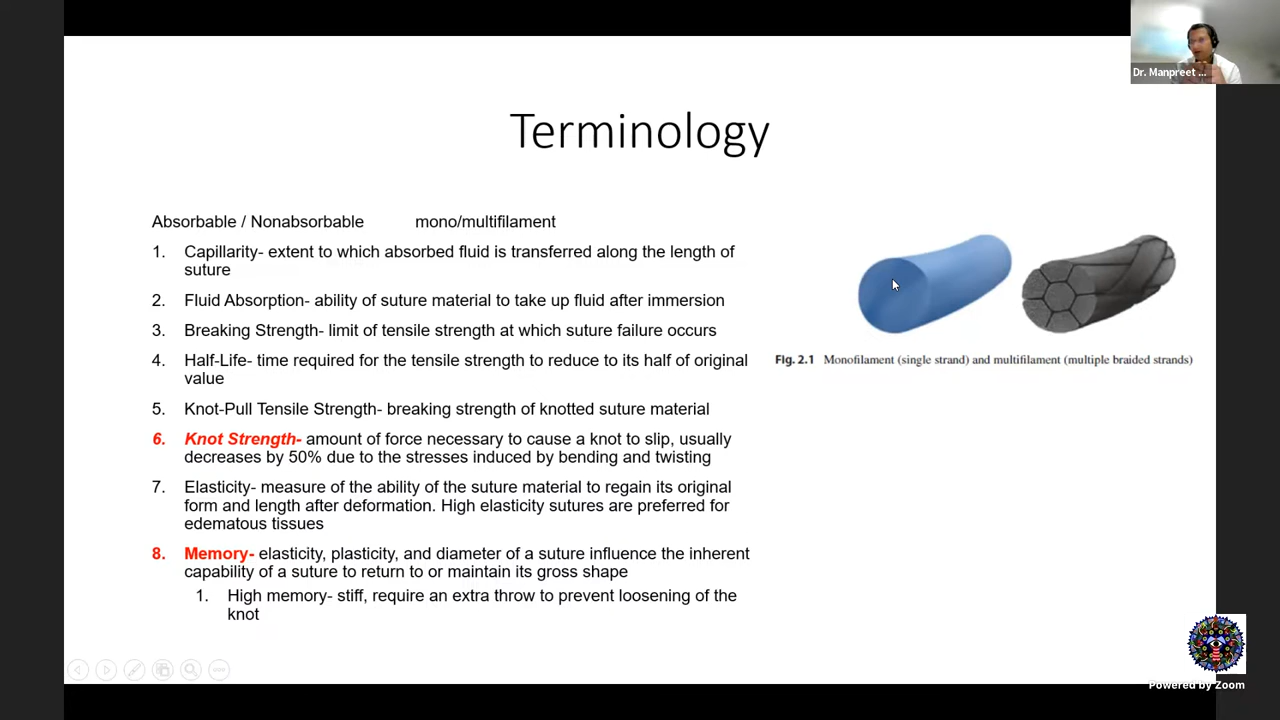 Dr. Manpreet ...
Terminology
Absorbable / Nonabsorbable mono/multifilament
1. Capillarity- extent to which absorbed fluid is transferred along the length of
suture
2. Fluid Absorption- ability of suture material to take up fluid after immersion
3. Breaking Strength- limit of tensile strength at which suture failure occurs
4. Half-Life- time required for the tensile strength to reduce to its half of original
value
5. Knot-Pull Tensile Strength- breaking strength of knotted suture material
6. Knot Strength- amount of force necessary to cause a knot to slip, usually
decreases by 50% due to the stresses induced by bending and twisting
7. Elasticity- measure of the ability of the suture material to regain its original
form and length after deformation. High elasticity sutures are preferred for
edematous tissues
8. Memory- elasticity, plasticity, and diameter of a suture influence the inherent
capability of a suture to return to or maintain its gross shape
1. High memory- stiff, require an extra throw to prevent loosening of the
knot
Fig. 2.1 Monofilament (single strand) and multifilament (multiple braided strands)
Powered by Zoom